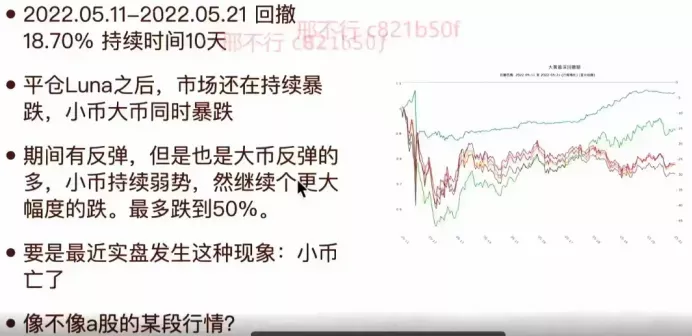 2022.05.11-2022.05.21 回撤
18.70% 持续时间10天
邢不行 c821b50f
邢不行 c821b50f
平仓Luna之后，市场还在持续暴
跌，小币大币同时暴跌
期间有反弹，但是也是大币反弹的
多，小币持续弱势，然继续个更大
幅度的跌。最多跌到50%。
要是最近实盘发生这种现象：小币
亡了
像不像a股的某段行情？